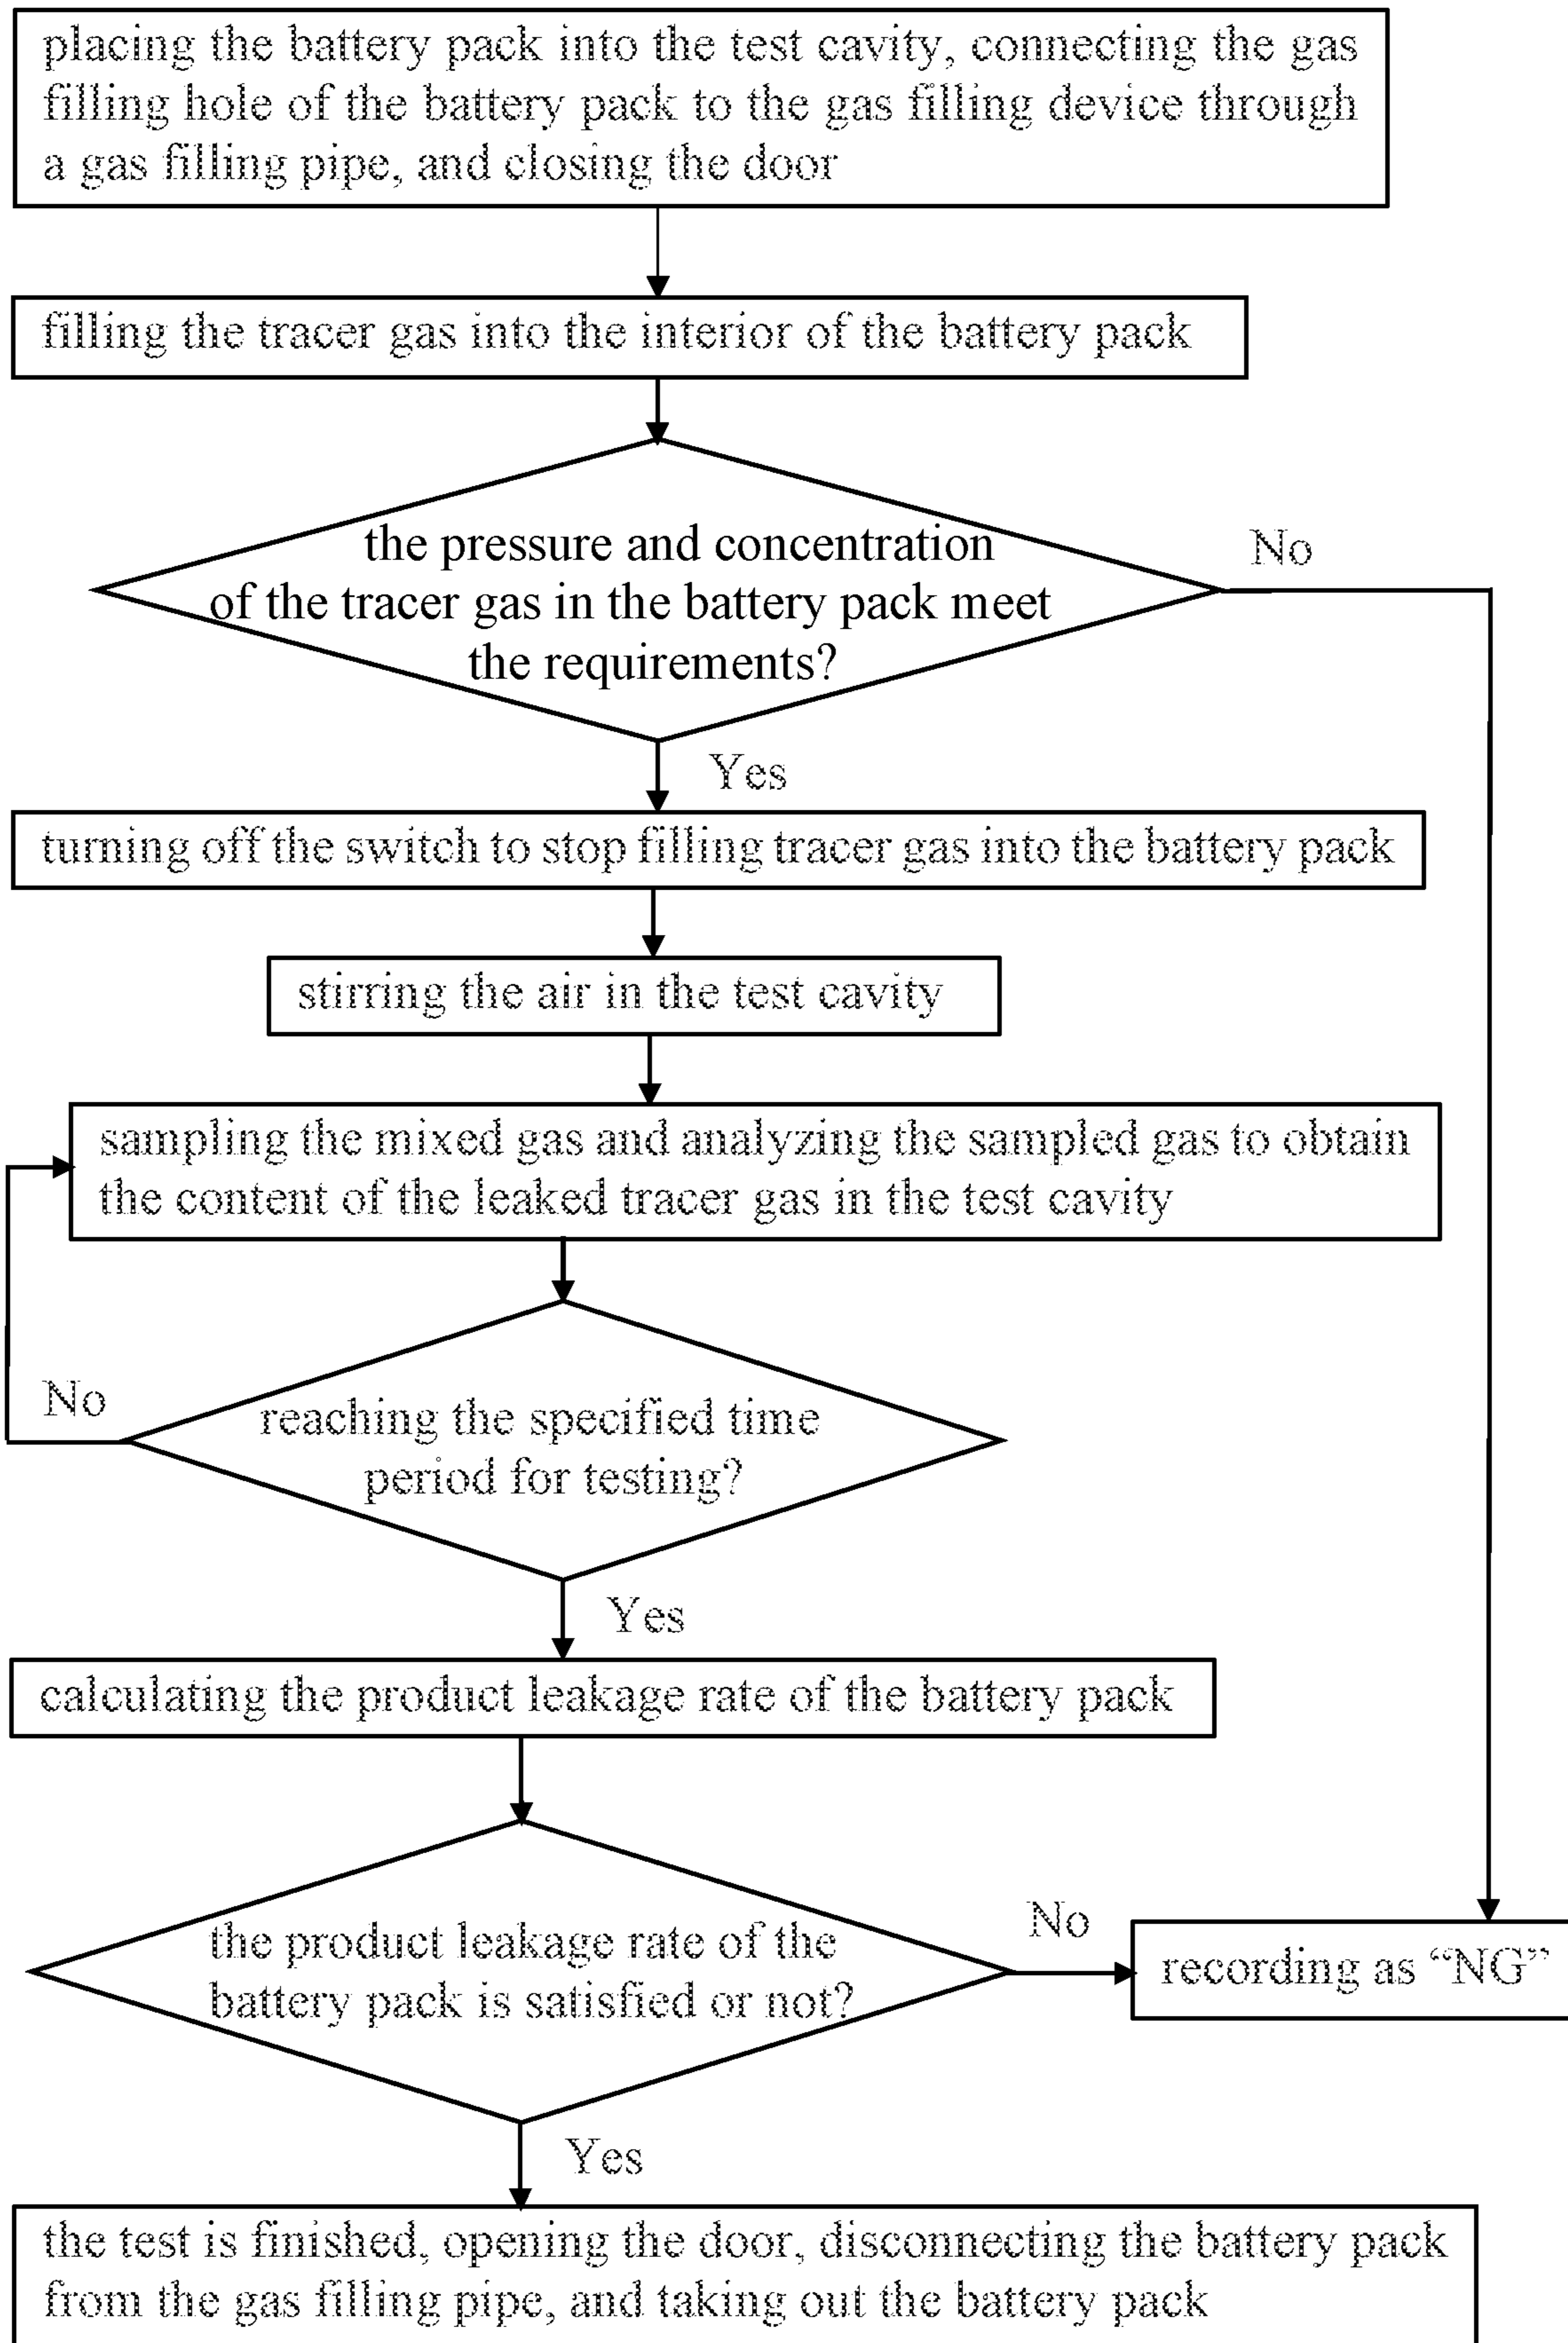 placing the battery pack into the test cavity, connecting the gas
filling hole of the battery pack to the gas filling device through
a gas filling pipe, and closing the door
filling the tracer gas into the interior of the battery pack
the pressure and concentration
of the tracer gas in the battery pack meet
the requirements?
No
Yes
turning off the switch to stop filling tracer gas into the battery pack
stirring the air in the test cavity
sampling the mixed gas and analyzing the sampled gas to obtain
the content of the leaked tracer gas in the test cavity
No
reaching the specified time
period for testing?
Yes
calculating the product leakage rate of the battery pack
the product leakage rate of the
battery pack is satisfied or not?
No
recording as “NG”
Yes
the test is finished, opening the door, disconnecting the battery pack
from the gas filling pipe, and taking out the battery pack